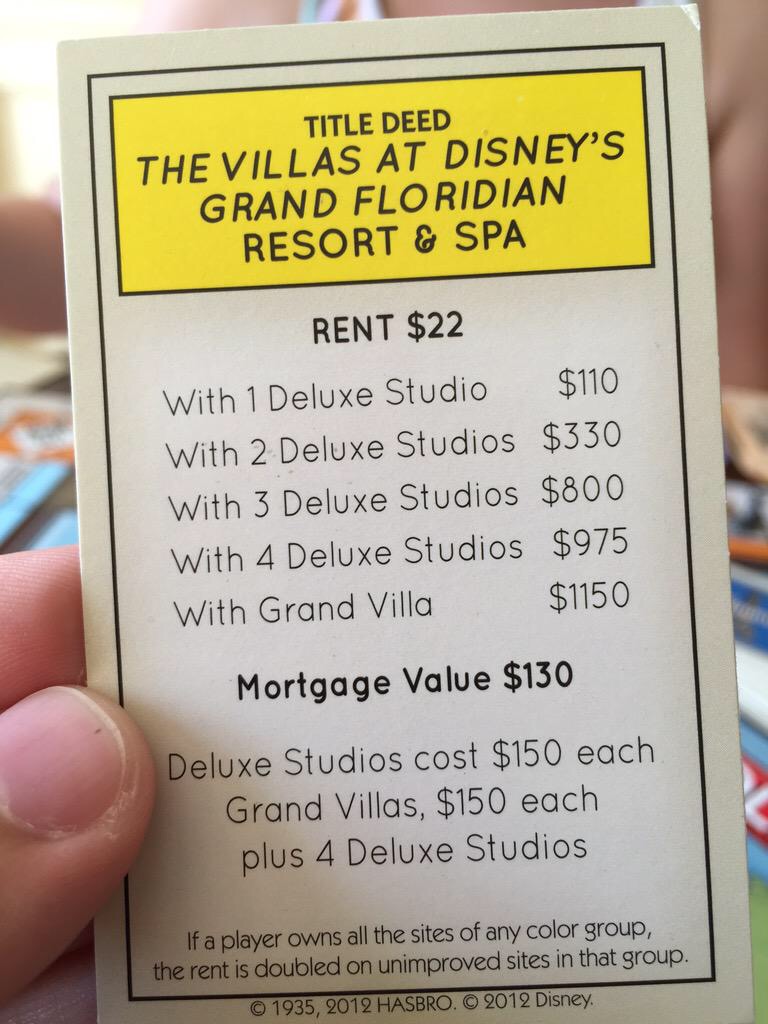 TITLE DEED
THE VILLAS AT DISNEY'S
GRAND FLORIDIAN
RESORT & SPA
RENT $22
With 1 Deluxe Studio $110
With 2 Deluxe Studios $330
With 3 Deluxe Studios $800
With 4 Deluxe Studios $975
With Grand Villa $1150
Mortgage Value $130
Deluxe Studios cost $150 each
Grand Villas, $150 each
plus 4 Deluxe Studios
If a player owns all the sites of any color group,
the rent is doubled on unimproved sites in that group.
© 1935, 2012 HASBRO. © 2012 Disney.